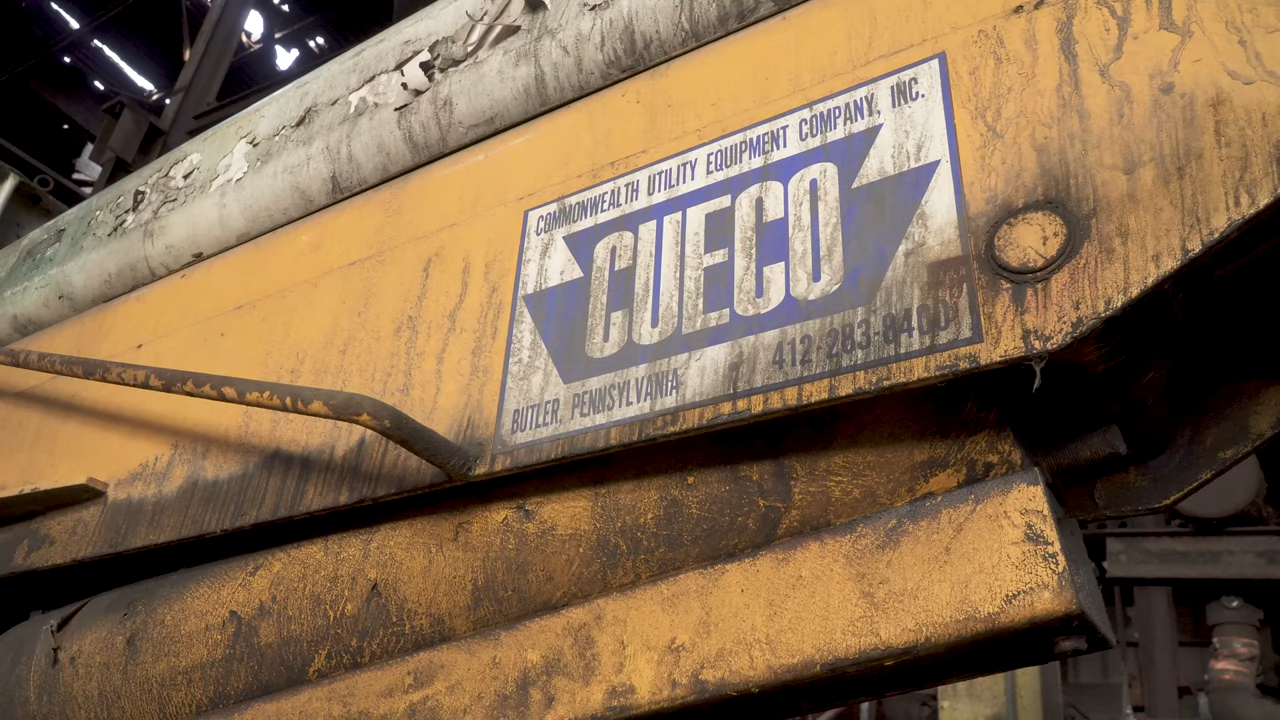 COMMONWEALTH UTILITY EQUIPMENT COMPANY, INC.
CUECO
412-283-8400
BUTLER, PENNSYLVANIA